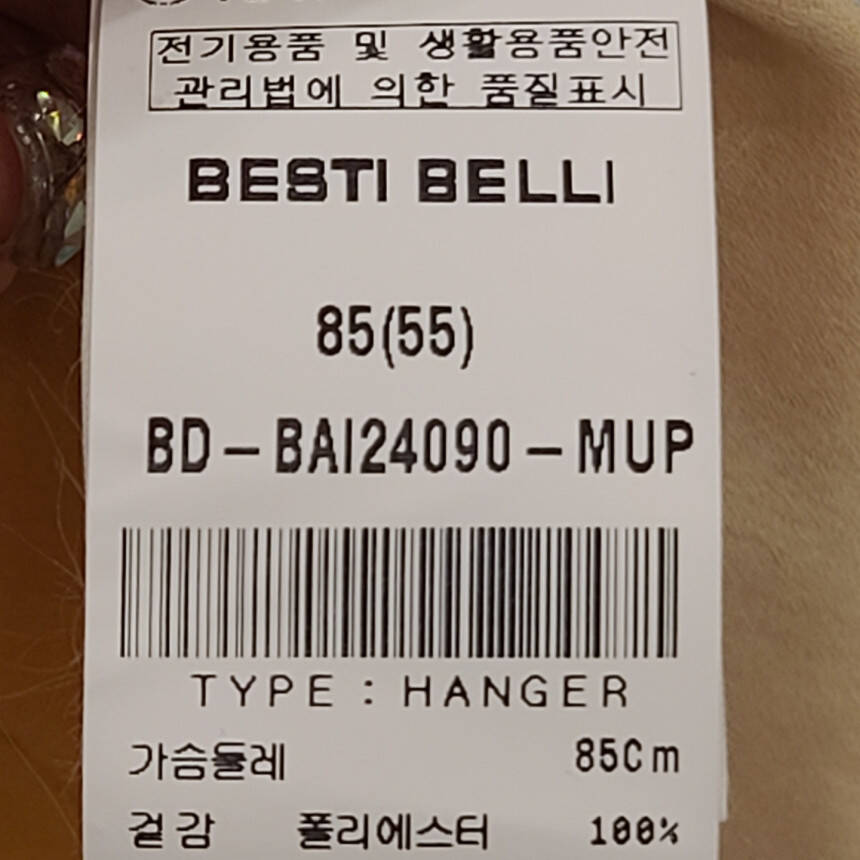 전기용품 및 생활용품안전
관리법에 의한 품질표시
BESTI BELLI
85(55)
BD-BAI24090-MUP
TYPE : HANGER
가슴둘레 85Cm
겉감 폴리에스터 100%